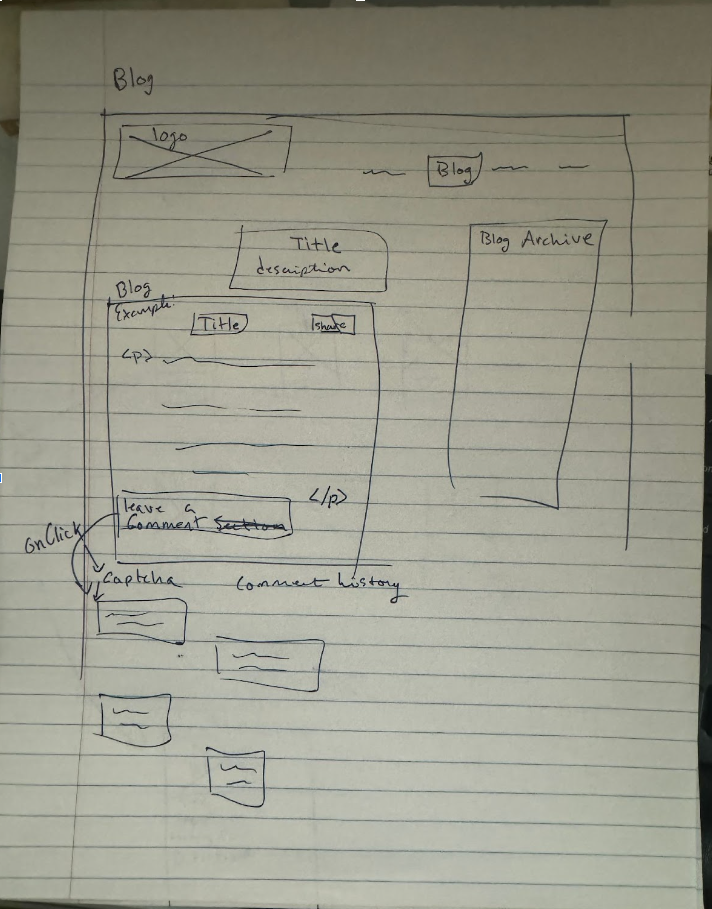 Blog
logo
Blog
Title
description
Blog Archive
Blog
Example:
Title
share
<p>
</p>
leave a
Comment section
onClick
Captcha
Comment history